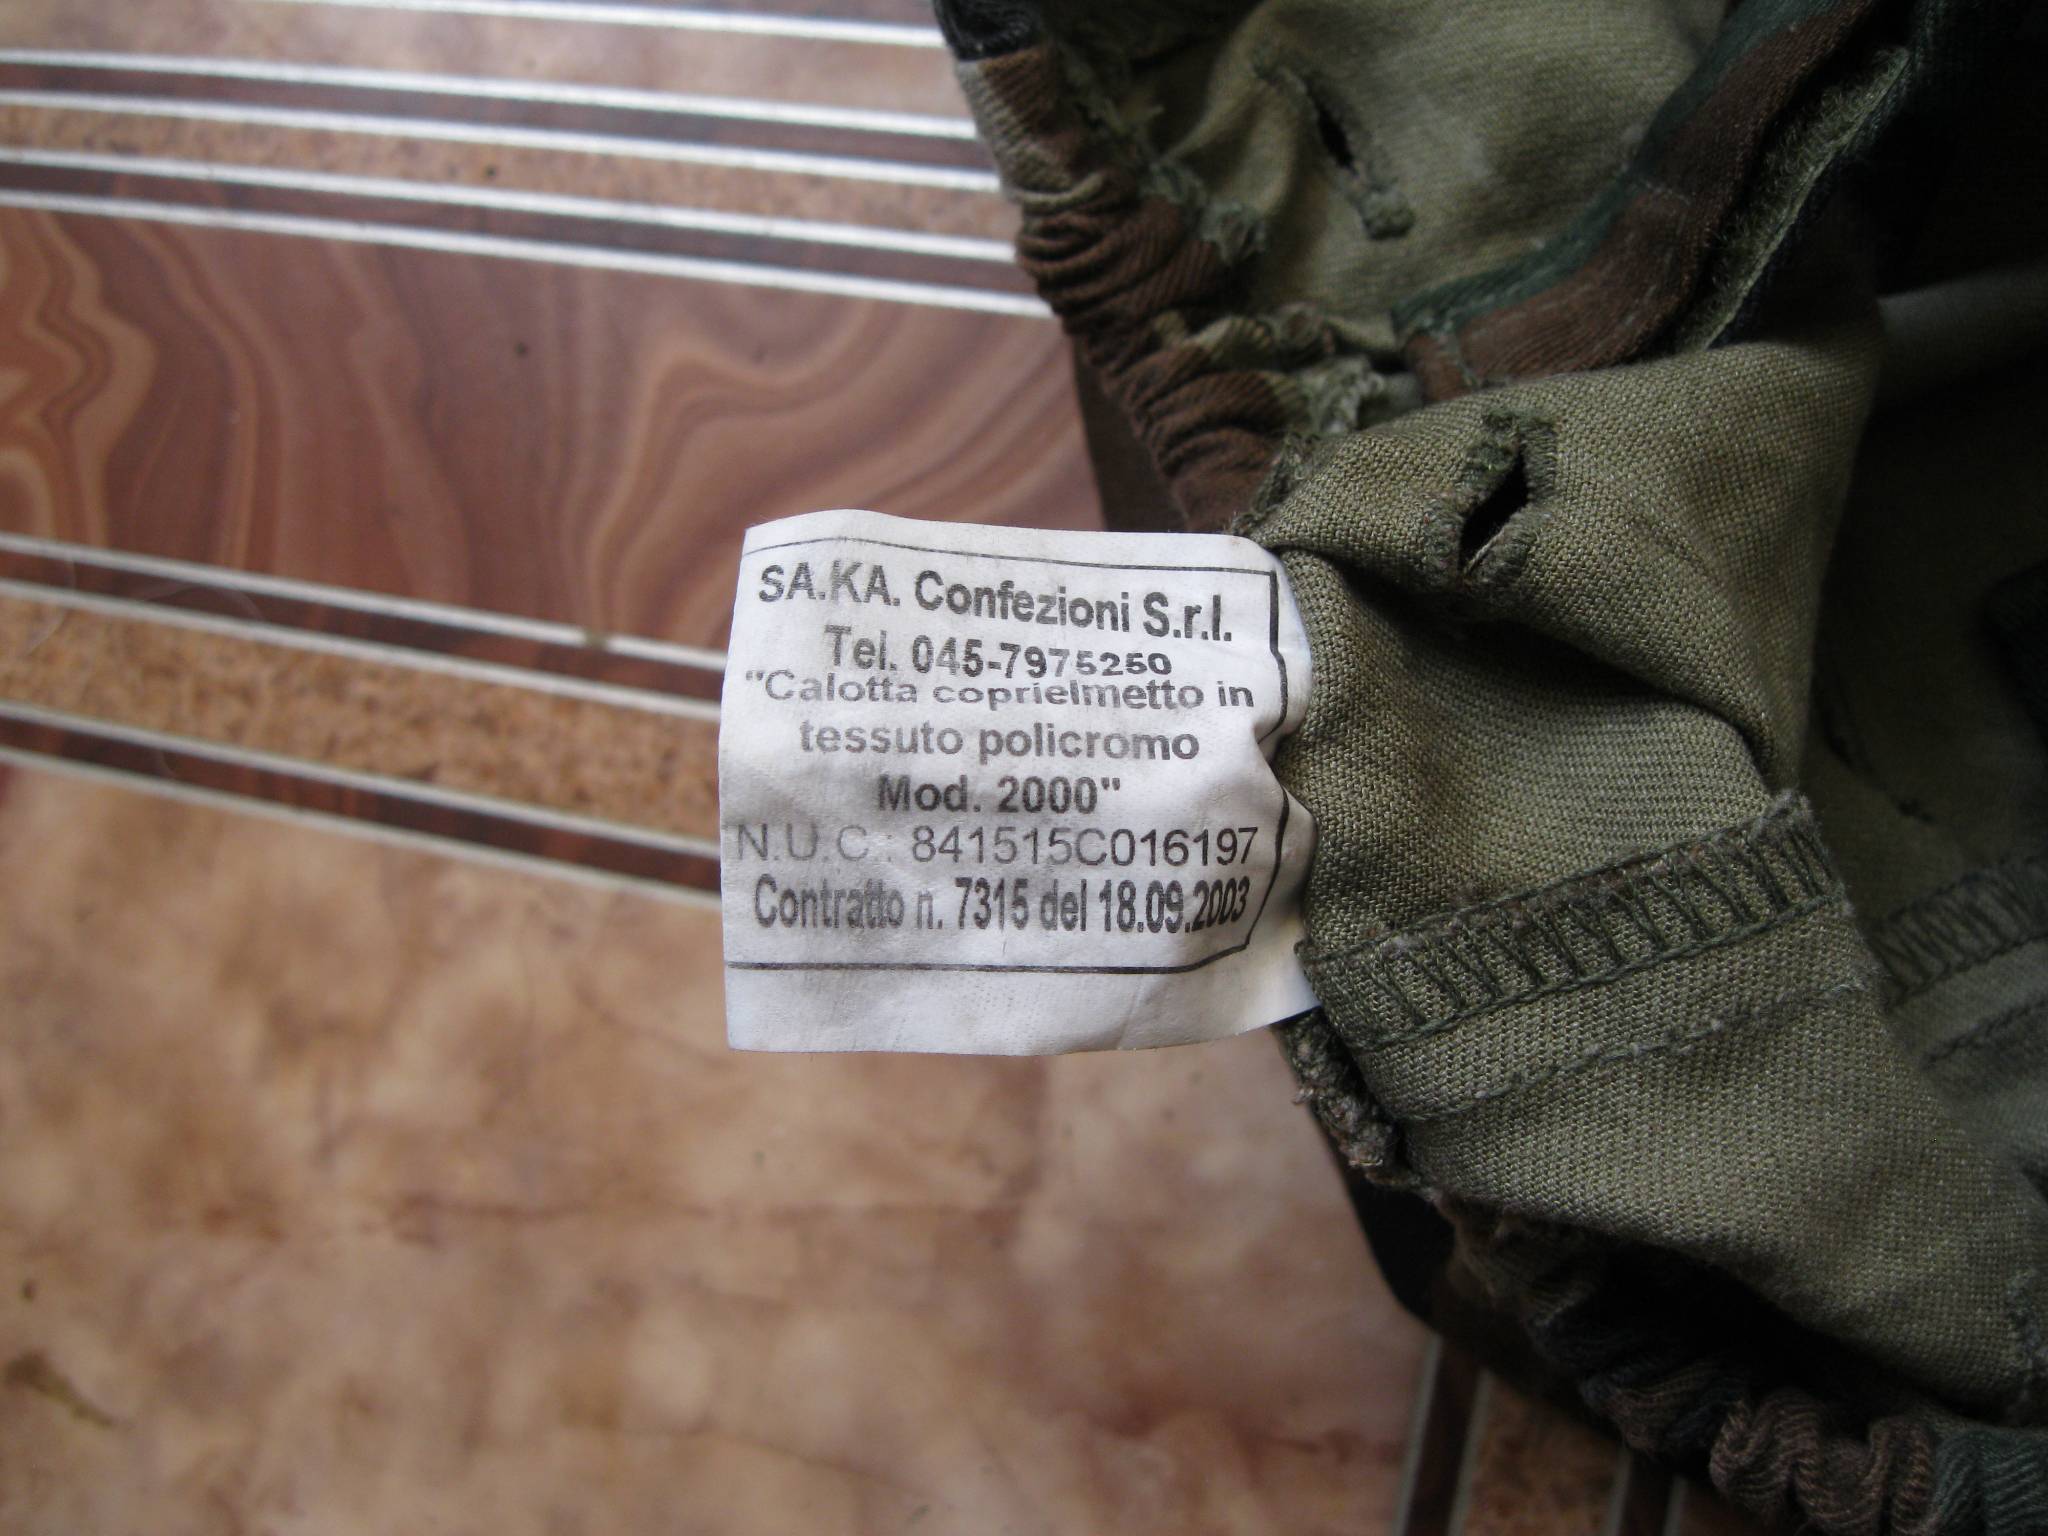 SA.KA. Confezioni S.r.l.
Tel. 045-7975250
"Calotta coprielmetto in
tessuto policromo
Mod. 2000"
N.U.C.: 841515C016197
Contratto n. 7315 del 18.09.2003